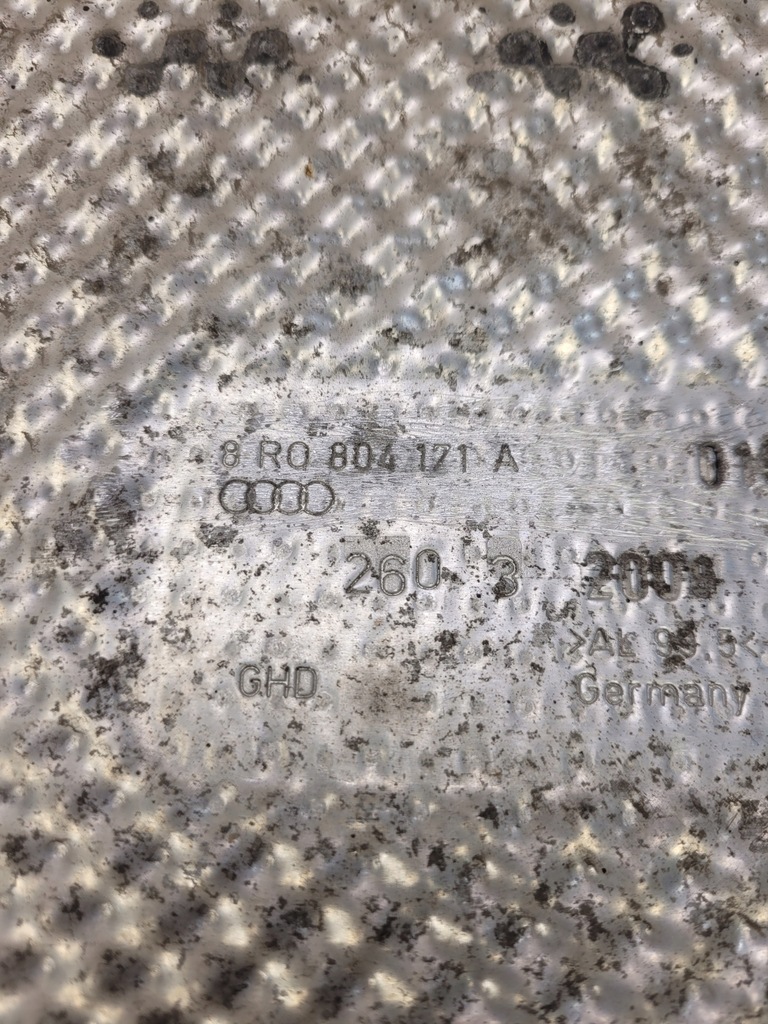 8 R0 804 171 A
260 3
>AL 99,5<
GHD
Germany